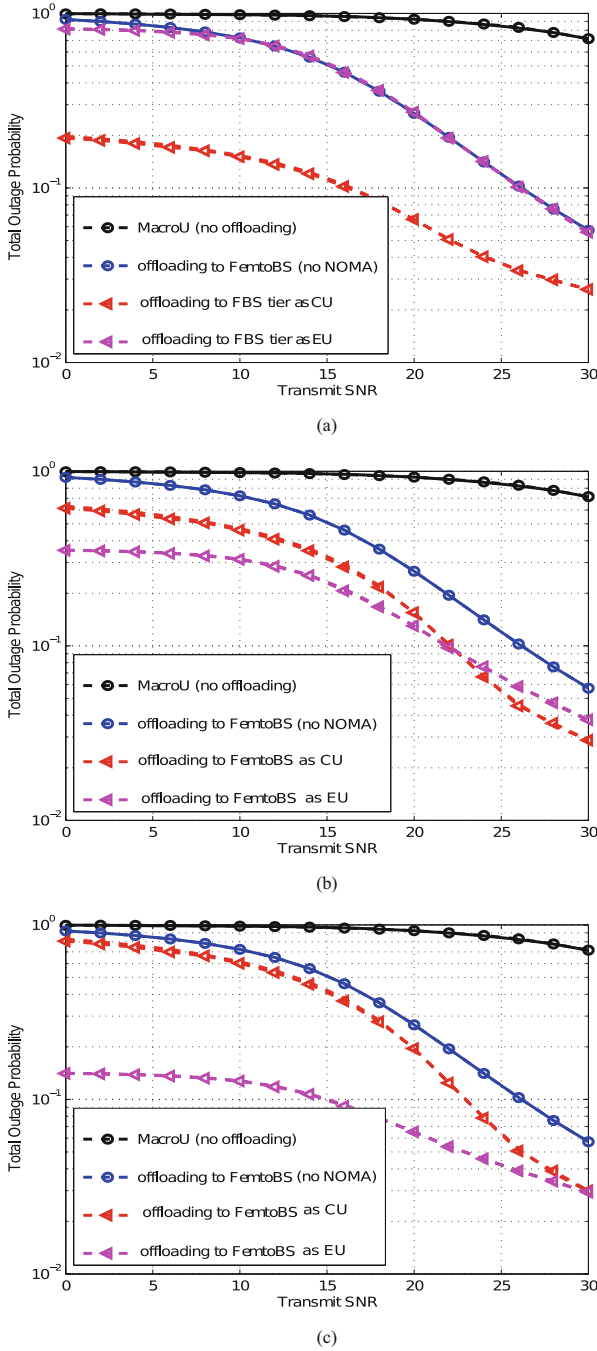 10^0
10^-1
10^-2
Total Outage Probability
MacroU (no offloading)
offloading to FemtoBS (no NOMA)
offloading to FBS tier as CU
offloading to FBS tier as EU
0 5 10 15 20 25 30
Transmit SNR
(a)
10^0
10^-1
10^-2
Total Outage Probability
MacroU (no offloading)
offloading to FemtoBS (no NOMA)
offloading to FemtoBS as CU
offloading to FemtoBS as EU
0 5 10 15 20 25 30
Transmit SNR
(b)
10^0
10^-1
10^-2
Total Outage Probability
MacroU (no offloading)
offloading to FemtoBS (no NOMA)
offloading to FemtoBS as CU
offloading to FemtoBS as EU
0 5 10 15 20 25 30
Transmit SNR
(c)